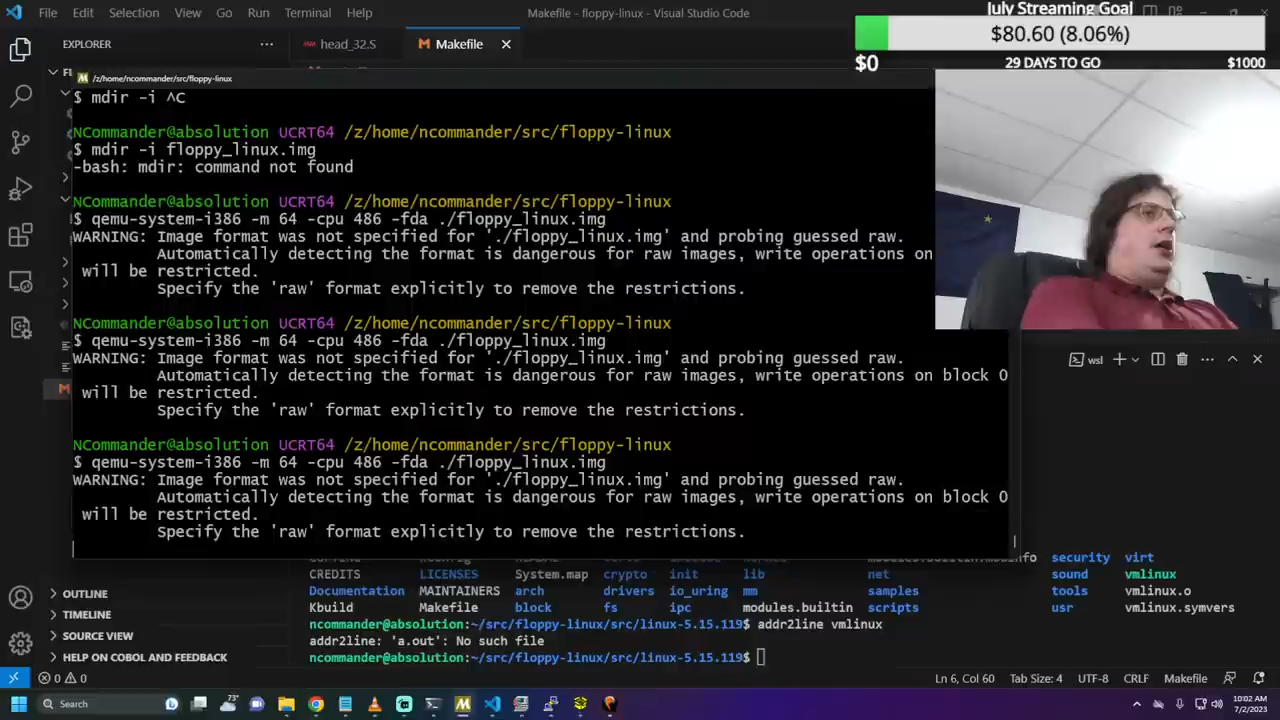 File Edit Selection View Go Run Terminal Help
Makefile - floppy-linux - Visual Studio Code
July Streaming Goal
$80.60 (8.06%)
$0 29 DAYS TO GO $1000
EXPLORER
head_32.S
Makefile
/z/home/ncommander/src/floppy-linux
$ mdir -i ^C
NCommander@absolution UCRT64 /z/home/ncommander/src/floppy-linux
$ mdir -i floppy_linux.img
-bash: mdir: command not found
NCommander@absolution UCRT64 /z/home/ncommander/src/floppy-linux
$ qemu-system-i386 -m 64 -cpu 486 -fda ./floppy_linux.img
WARNING: Image format was not specified for './floppy_linux.img' and probing guessed raw.
Automatically detecting the format is dangerous for raw images, write operations on
will be restricted.
Specify the 'raw' format explicitly to remove the restrictions.
NCommander@absolution UCRT64 /z/home/ncommander/src/floppy-linux
$ qemu-system-i386 -m 64 -cpu 486 -fda ./floppy_linux.img
WARNING: Image format was not specified for './floppy_linux.img' and probing guessed raw.
Automatically detecting the format is dangerous for raw images, write operations on block 0
will be restricted.
Specify the 'raw' format explicitly to remove the restrictions.
NCommander@absolution UCRT64 /z/home/ncommander/src/floppy-linux
$ qemu-system-i386 -m 64 -cpu 486 -fda ./floppy_linux.img
WARNING: Image format was not specified for './floppy_linux.img' and probing guessed raw.
Automatically detecting the format is dangerous for raw images, write operations on block 0
will be restricted.
Specify the 'raw' format explicitly to remove the restrictions.
wsl
security virt
CREDITS LICENSES System.map crypto init lib net sound vmlinux
Documentation MAINTAINERS arch drivers io_uring mm samples tools vmlinux.o
Kbuild Makefile block fs ipc modules.builtin scripts usr vmlinux.symvers
ncommander@absolution:~/src/floppy-linux/src/linux-5.15.119$ addr2line vmlinux
addr2line: 'a.out': No such file
ncommander@absolution:~/src/floppy-linux/src/linux-5.15.119$
OUTLINE
TIMELINE
SOURCE VIEW
HELP ON COBOL AND FEEDBACK
0 0
Ln 6, Col 60 Tab Size: 4 UTF-8 CRLF Makefile
Search
73°
10:02 AM
7/2/2023